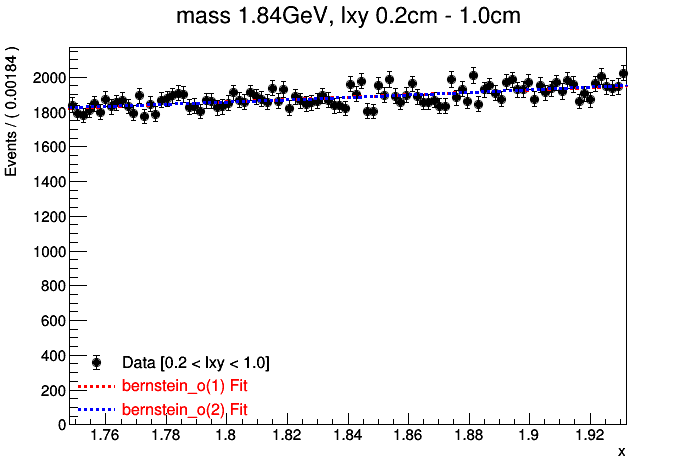 mass 1.84GeV, lxy 0.2cm - 1.0cm
Events / ( 0.00184 )
2000
1800
1600
1400
1200
1000
800
600
400
200
0
Data [0.2 < lxy < 1.0]
bernstein_o(1) Fit
bernstein_o(2) Fit
1.76 1.78 1.8 1.82 1.84 1.86 1.88 1.9 1.92
x